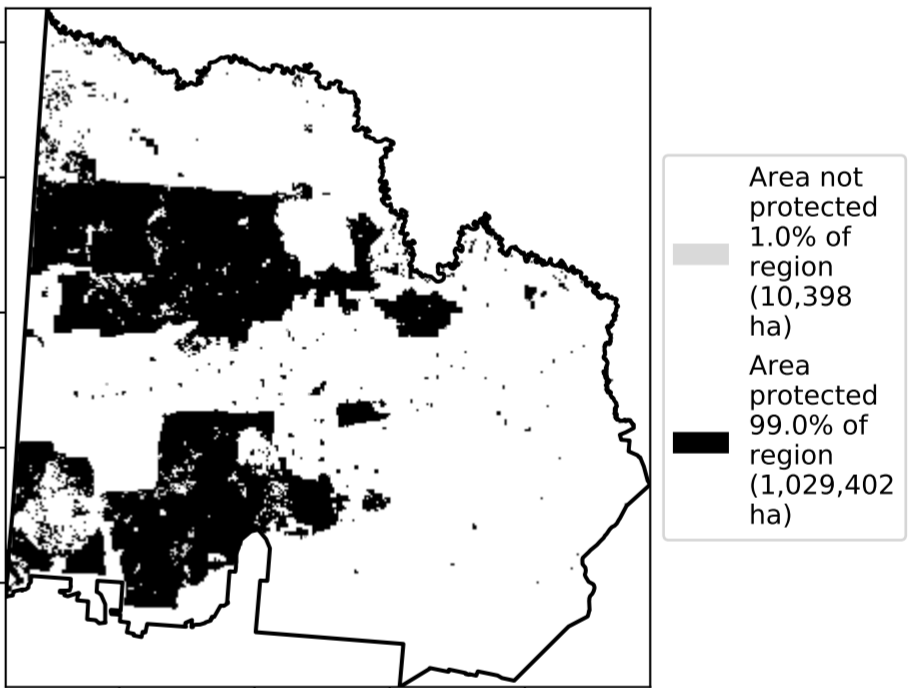 Area not
protected
1.0% of
region
(10,398
ha)
Area
protected
99.0% of
region
(1,029,402
ha)